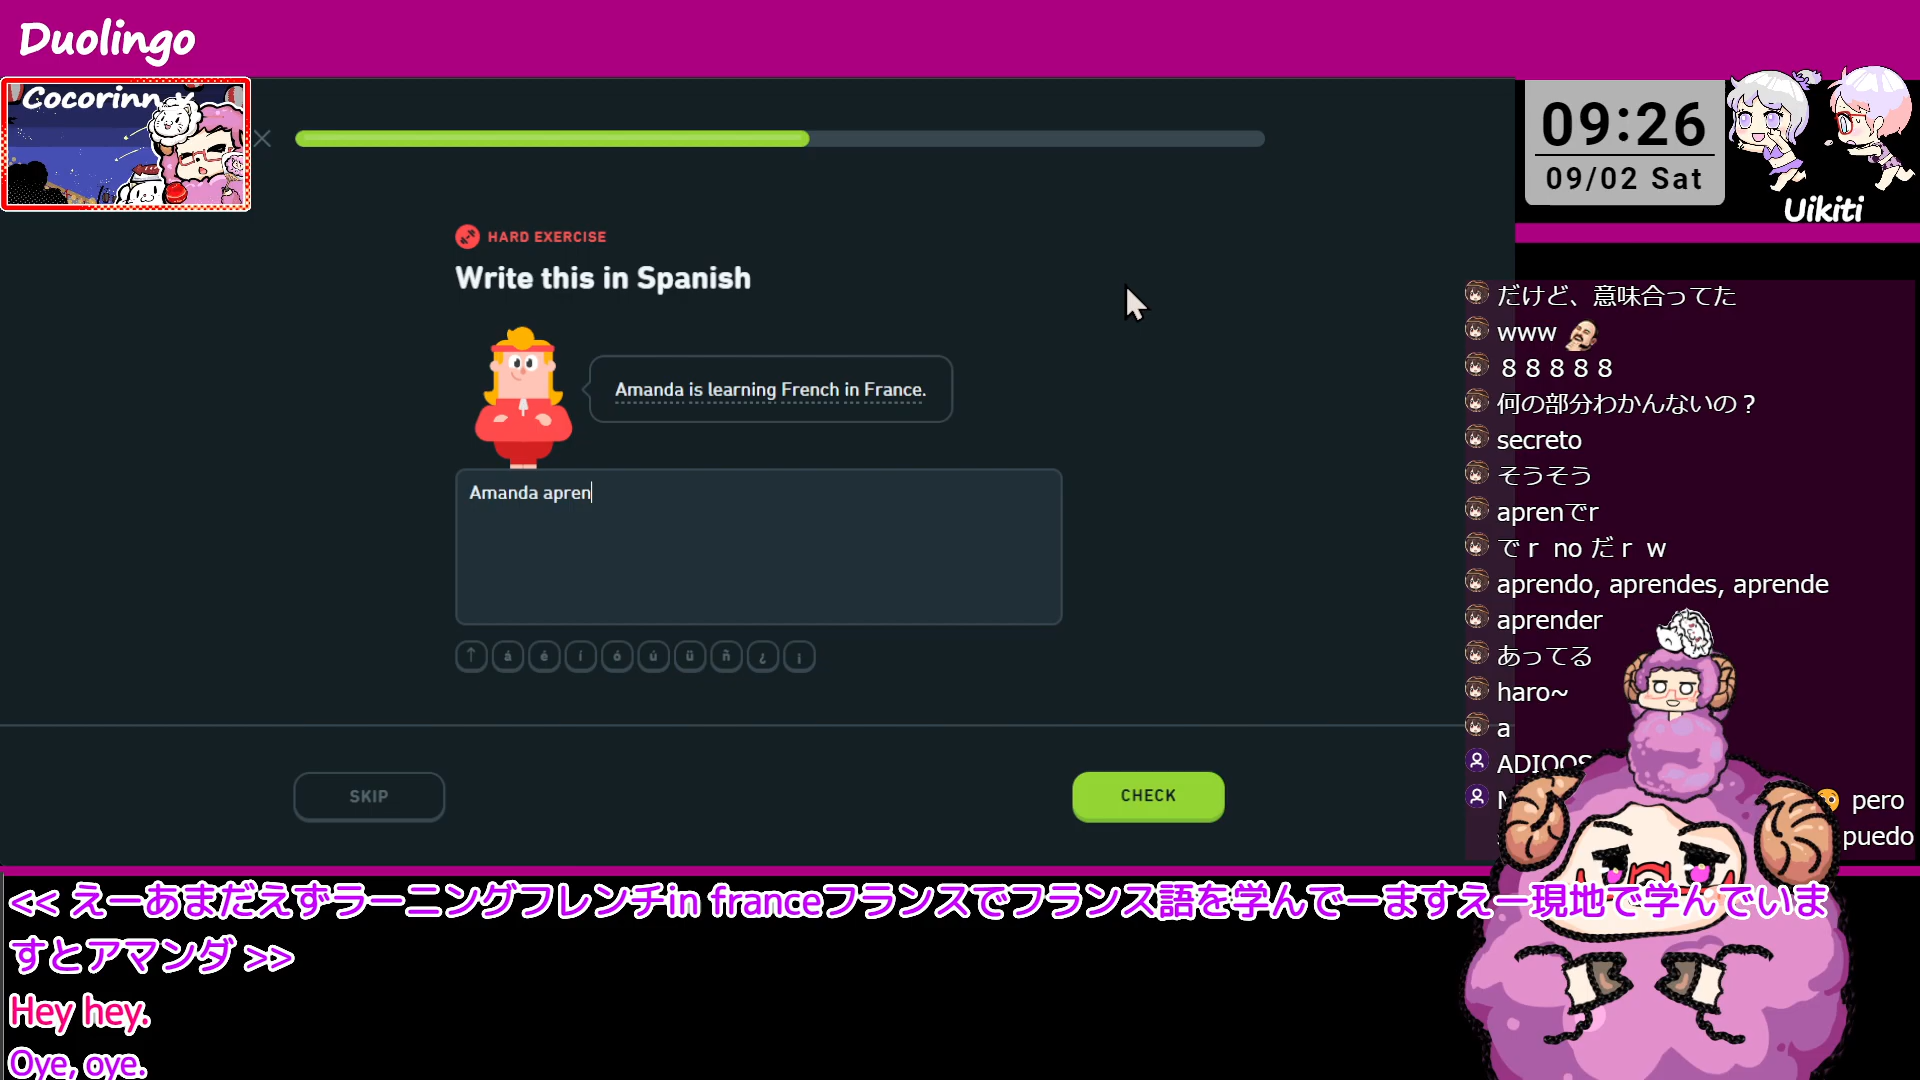 Duolingo
Cocorinn
HARD EXERCISE
Write this in Spanish
Amanda is learning French in France.
Amanda apren
↑ á é í ó ú ü ñ ¿ ¡
SKIP
CHECK
09:26
09/02 Sat
Uikiti
だけど、意味合ってた
www
８８８８８
何の部分わかんないの？
secreto
そうそう
aprenでr
でｒ no だｒ ｗ
aprendo, aprendes, aprende
aprender
あってる
haro~
a
ADIOOS
pero
puedo
<< えーあまだえずラーニングフレンチin franceフランスでフランス語を学んでーますえー現地で学んでいま
すとアマンダ >>
Hey hey.
Oye, oye.